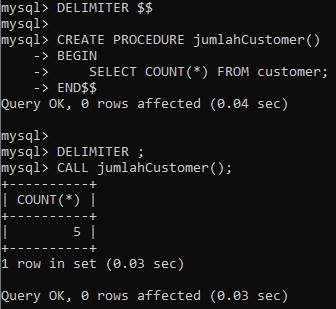 mysql> DELIMITER $$
mysql>
mysql> CREATE PROCEDURE jumlahCustomer()
    -> BEGIN
    ->     SELECT COUNT(*) FROM customer;
    -> END$$
Query OK, 0 rows affected (0.04 sec)

mysql>
mysql> DELIMITER ;
mysql> CALL jumlahCustomer();
+----------+
| COUNT(*) |
+----------+
|        5 |
+----------+
1 row in set (0.03 sec)

Query OK, 0 rows affected (0.03 sec)